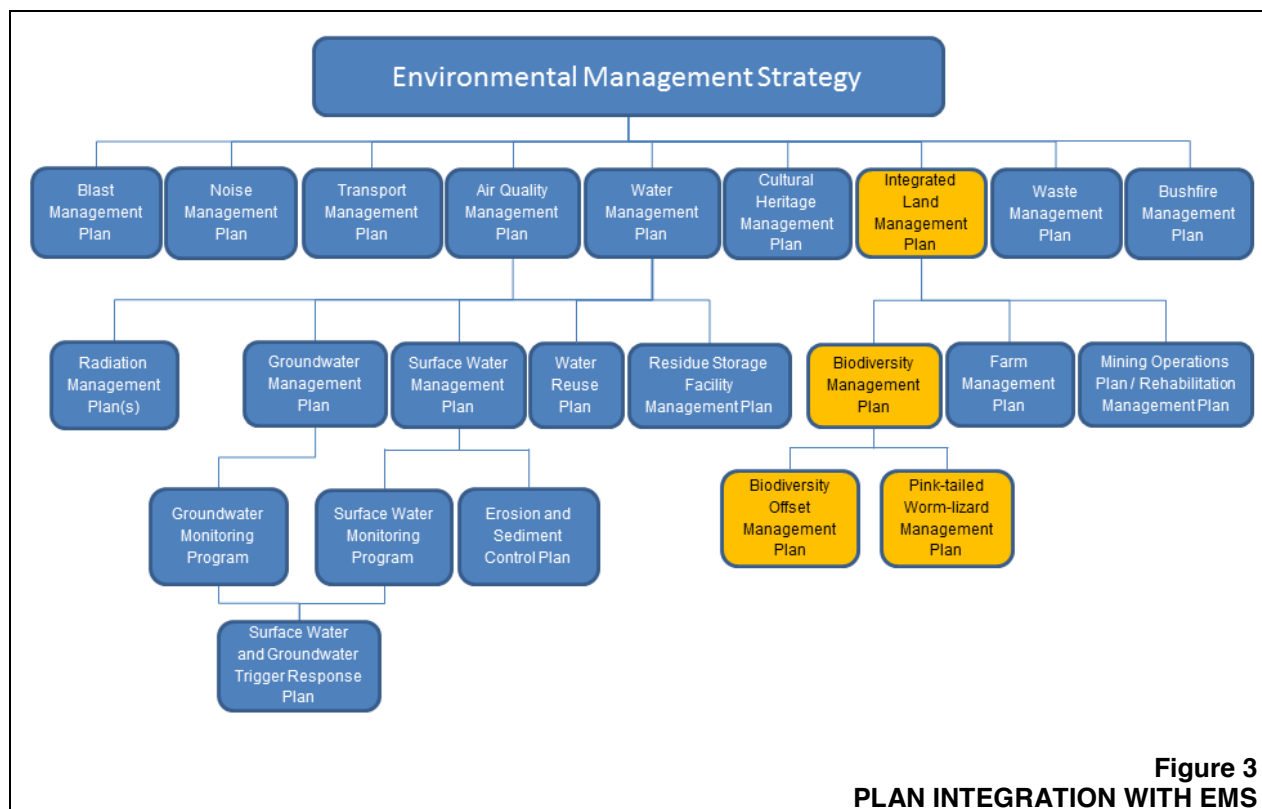 Environmental Management Strategy
Blast
Management
Plan
Noise
Management
Plan
Transport
Management
Plan
Air Quality
Management
Plan
Water
Management
Plan
Cultural
Heritage
Management
Plan
Integrated
Land
Management
Plan
Waste
Management
Plan
Bushfire
Management
Plan
Radiation
Management
Plan(s)
Groundwater
Management
Plan
Surface Water
Management
Plan
Water
Reuse
Plan
Residue Storage
Facility
Management Plan
Biodiversity
Management
Plan
Farm
Management
Plan
Mining Operations
Plan / Rehabilitation
Management Plan
Groundwater
Monitoring
Program
Surface Water
Monitoring
Program
Erosion and
Sediment
Control Plan
Biodiversity
Offset
Management
Plan
Pink-tailed
Worm-lizard
Management
Plan
Surface Water
and Groundwater
Trigger Response
Plan
Figure 3
PLAN INTEGRATION WITH EMS